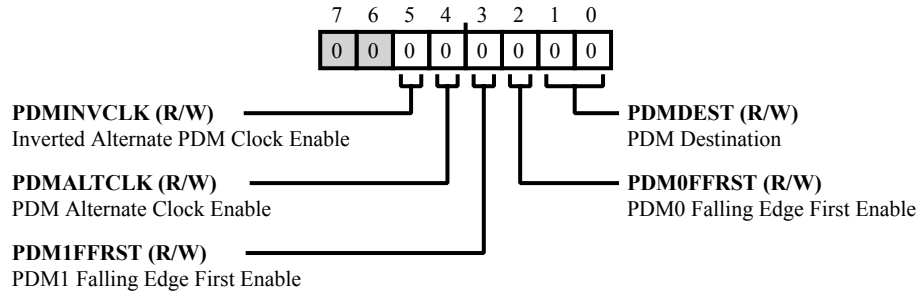 7 6 5 4 3 2 1 0
0 0 0 0 0 0 0 0
PDMINVCLK (R/W)
Inverted Alternate PDM Clock Enable
PDMALTCLK (R/W)
PDM Alternate Clock Enable
PDM1FFRST (R/W)
PDM1 Falling Edge First Enable
PDMDEST (R/W)
PDM Destination
PDM0FFRST (R/W)
PDM0 Falling Edge First Enable